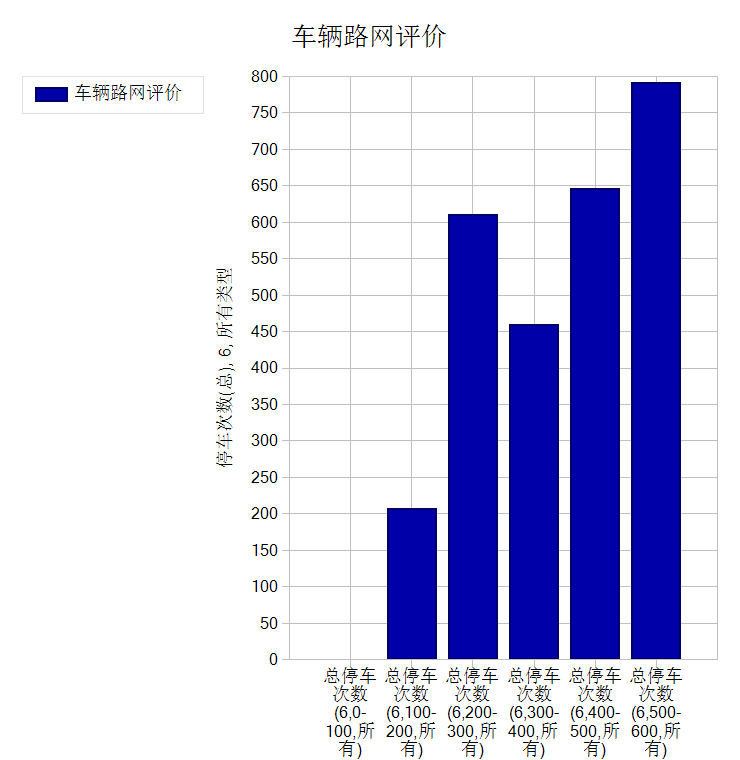 车辆路网评价
车辆路网评价
停车次数(总), 6, 所有类型
800
750
700
650
600
550
500
450
400
350
300
250
200
150
100
50
0
总停车
次数
(6,0-
100,所
有)
总停车
次数
(6,100-
200,所
有)
总停车
次数
(6,200-
300,所
有)
总停车
次数
(6,300-
400,所
有)
总停车
次数
(6,400-
500,所
有)
总停车
次数
(6,500-
600,所
有)